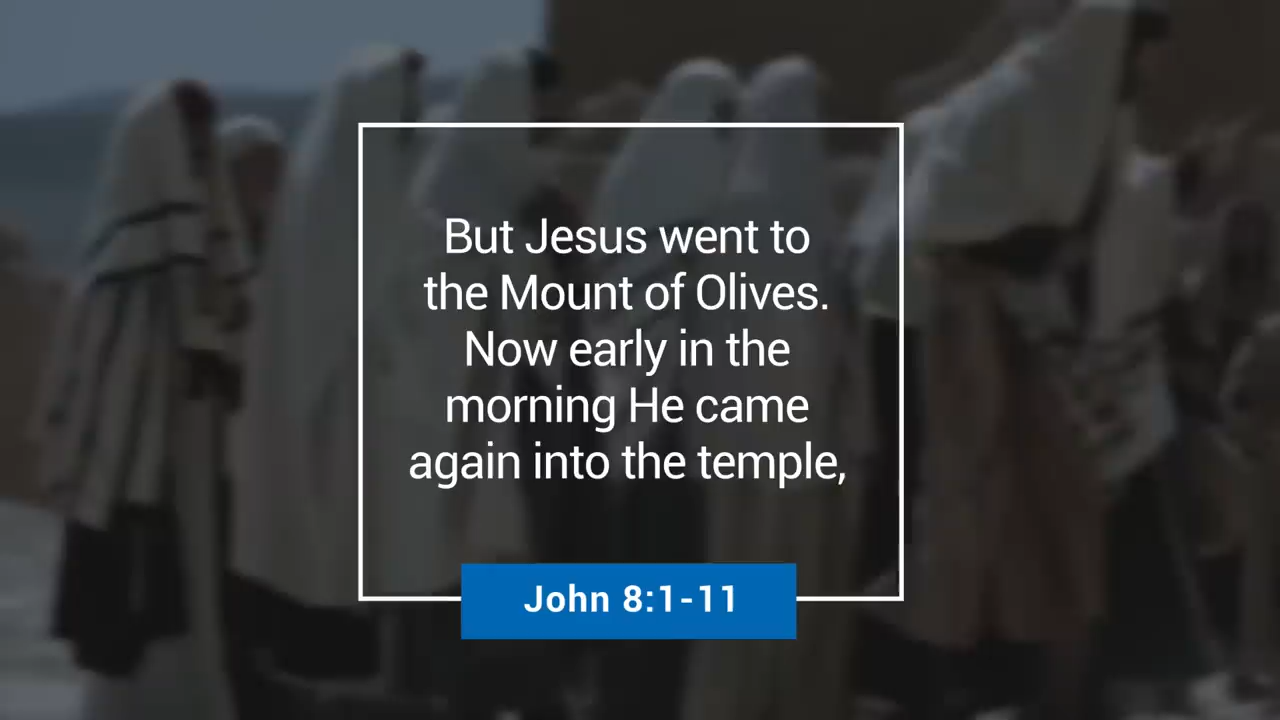 But Jesus went to
the Mount of Olives.
Now early in the
morning He came
again into the temple,
John 8:1-11